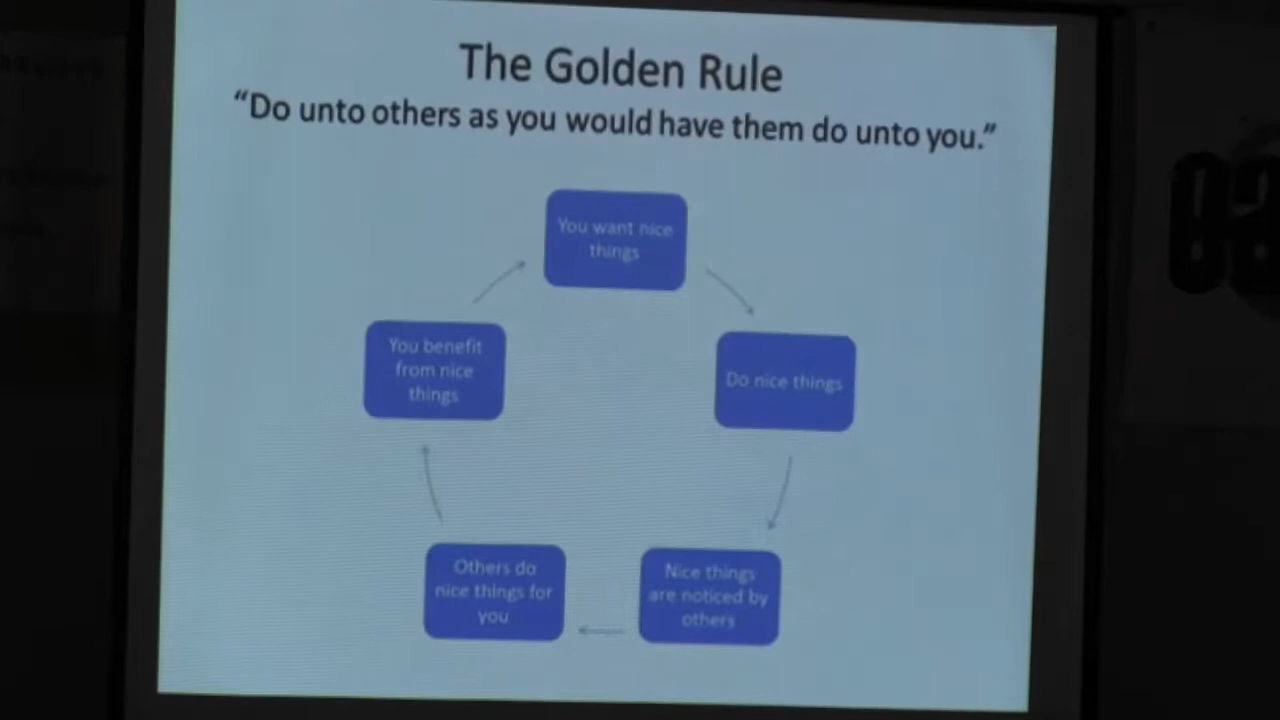 The Golden Rule
“Do unto others as you would have them do unto you.”
You want nice
things
Do nice things
Nice things
are noticed by
others
Others do
nice things for
you
You benefit
from nice
things